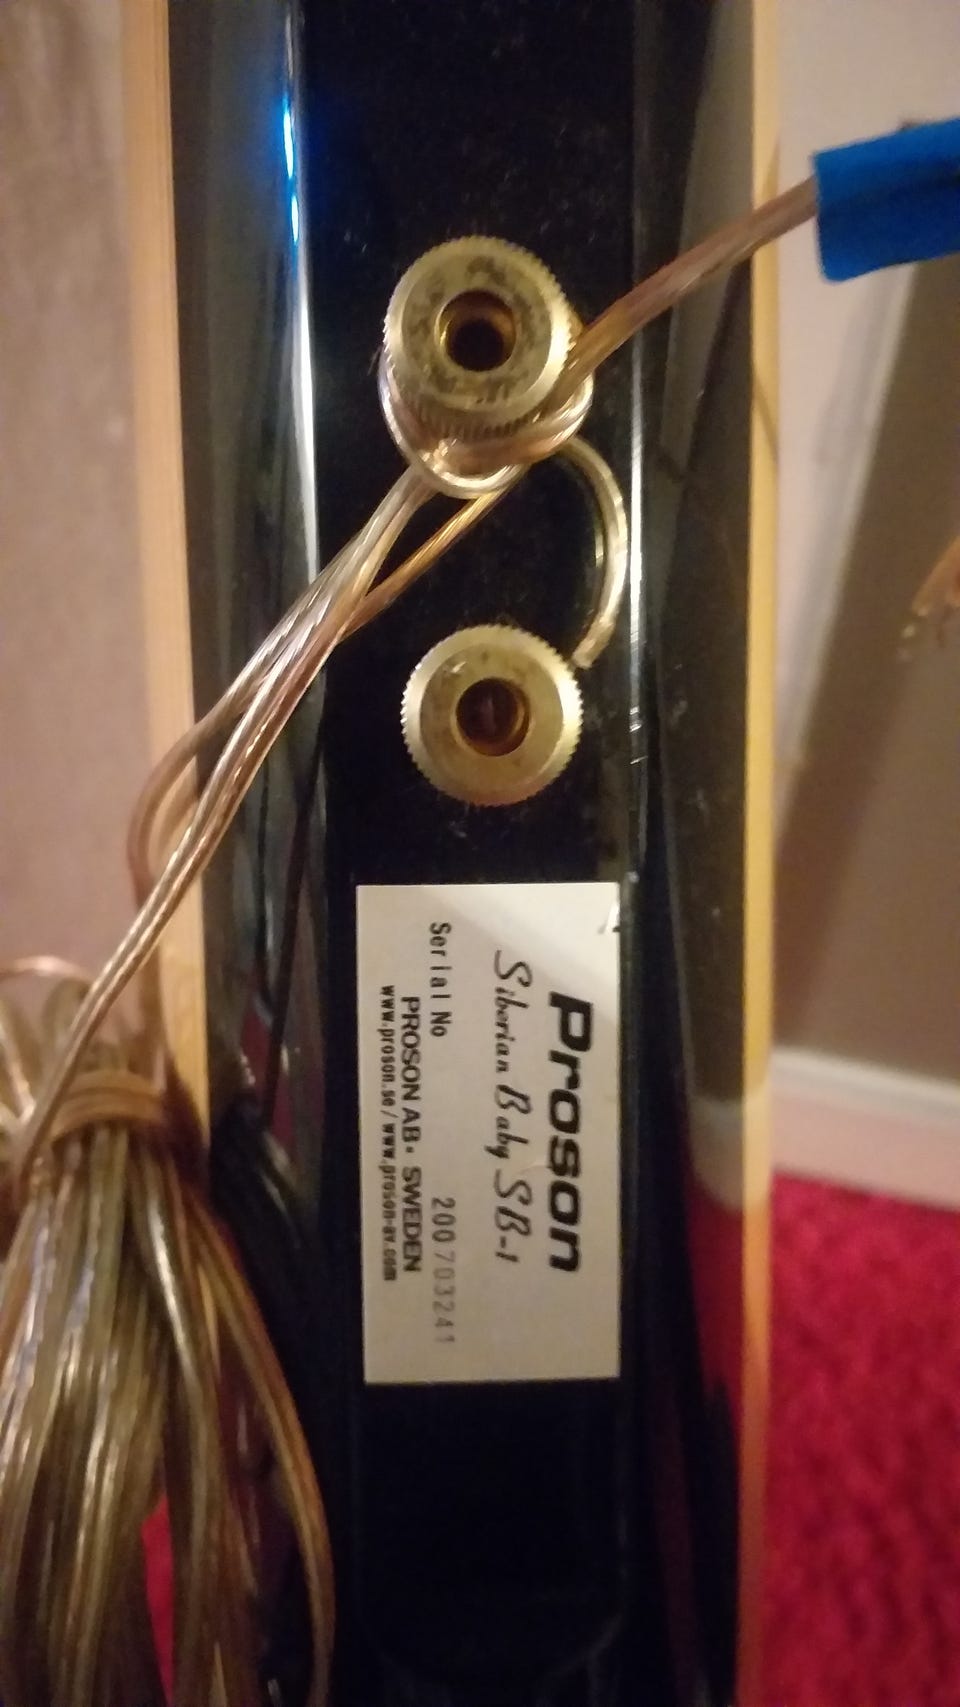 Proson
Siberian Baby SB-1
Serial No 200703241
PROSON AB • SWEDEN
www.proson.se / www.proson-av.com